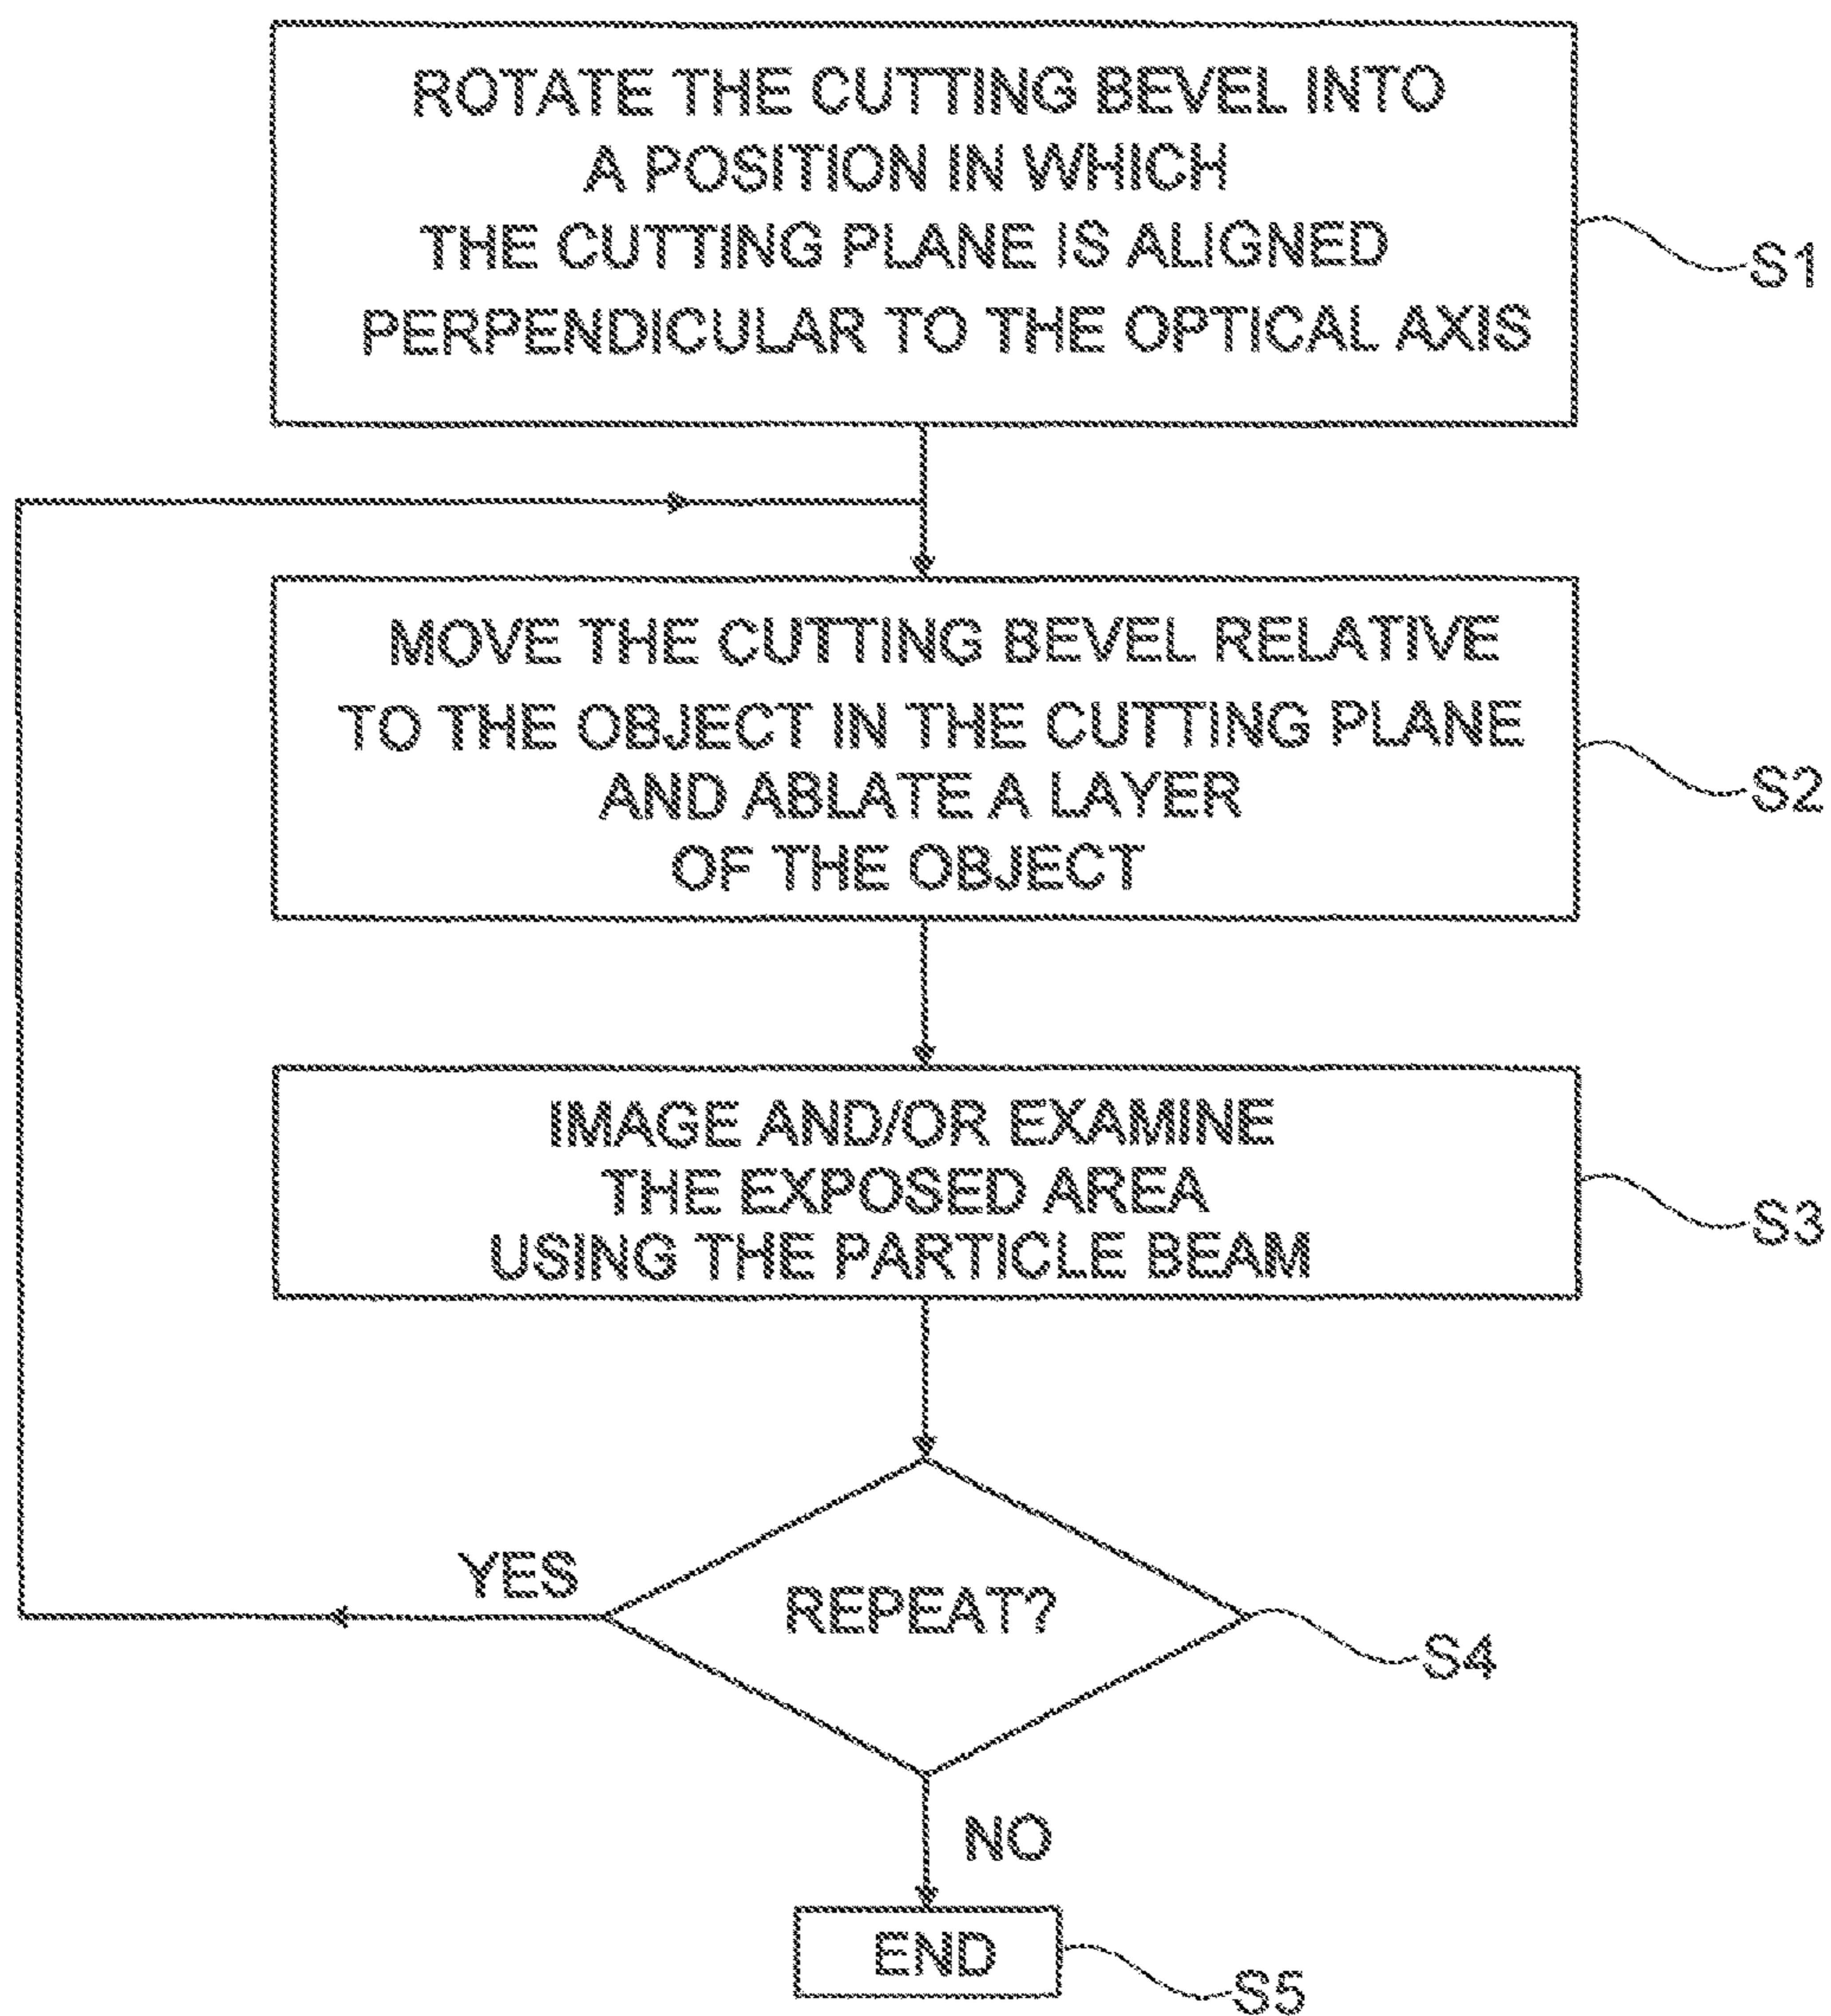 ROTATE THE CUTTING BEVEL INTO
A POSITION IN WHICH
THE CUTTING PLANE IS ALIGNED
PERPENDICULAR TO THE OPTICAL AXIS
S1
MOVE THE CUTTING BEVEL RELATIVE
TO THE OBJECT IN THE CUTTING PLANE
AND ABLATE A LAYER
OF THE OBJECT
S2
IMAGE AND/OR EXAMINE
THE EXPOSED AREA
USING THE PARTICLE BEAM
S3
YES
REPEAT?
S4
NO
END
S5